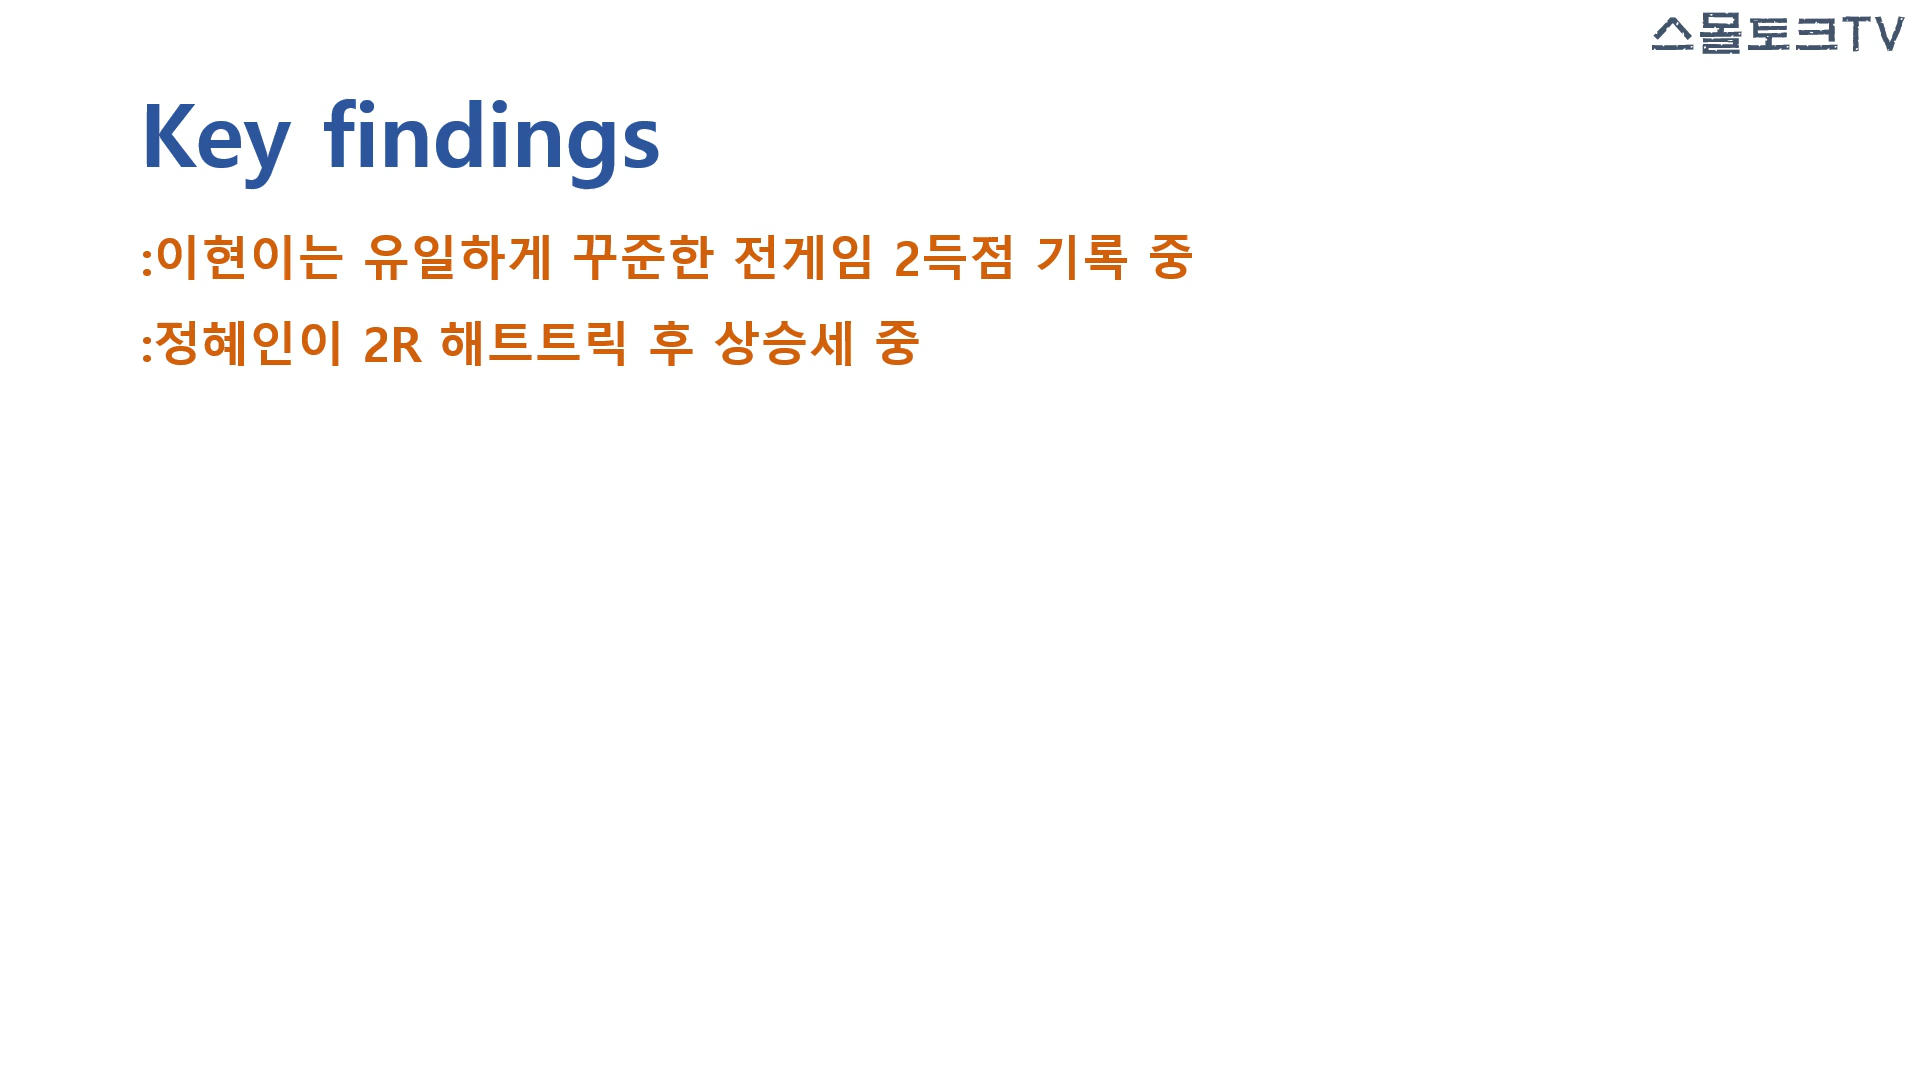 스몰토크TV
Key findings
:이현이는 유일하게 꾸준한 전게임 2득점 기록 중
:정혜인이 2R 해트트릭 후 상승세 중